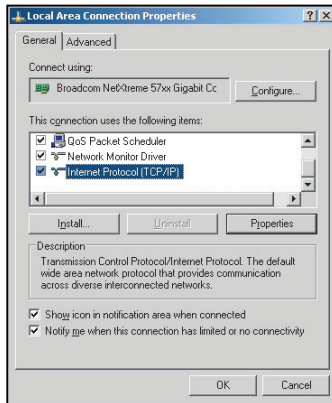 Local Area Connection Properties
General Advanced
Connect using:
Broadcom NetXtreme 57xx Gigabit Cc
Configure...
This connection uses the following items:
QoS Packet Scheduler
Network Monitor Driver
Internet Protocol (TCP/IP)
Install... Uninstall Properties
Description
Transmission Control Protocol/Internet Protocol. The default
wide area network protocol that provides communication
across diverse interconnected networks.
Show icon in notification area when connected
Notify me when this connection has limited or no connectivity
OK Cancel